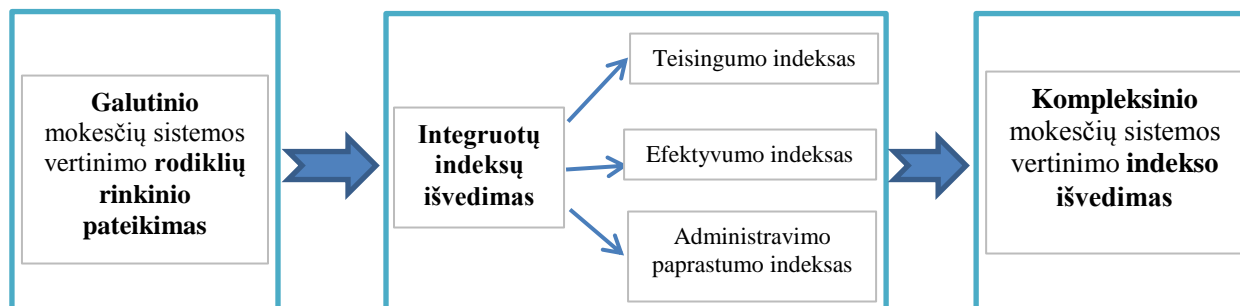 Galutinio
mokesčių sistemos
vertinimo rodiklių
rinkinio
pateikimas
Integruotų
indeksų
išvedimas
Teisingumo indeksas
Efektyvumo indeksas
Administravimo
paprastumo indeksas
Kompleksinio
mokesčių sistemos
vertinimo indekso
išvedimas